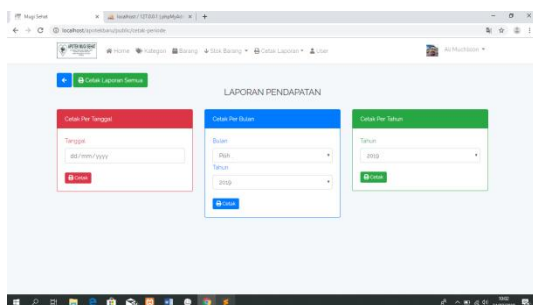 Magi Sehat
localhost / 127.0.0.1 | phpMyAdm
localhost/apotekbaru/public/cetak-periode
Home Kategori Barang Stok Barang Cetak Laporan User
Cetak Laporan Semua
LAPORAN PENDAPATAN
Cetak Per Tanggal
Tanggal
dd/mm/yyyy
Cetak
Cetak Per Bulan
Bulan
Pilih
Tahun
2019
Cetak
Cetak Per Tahun
Tahun
2019
Cetak